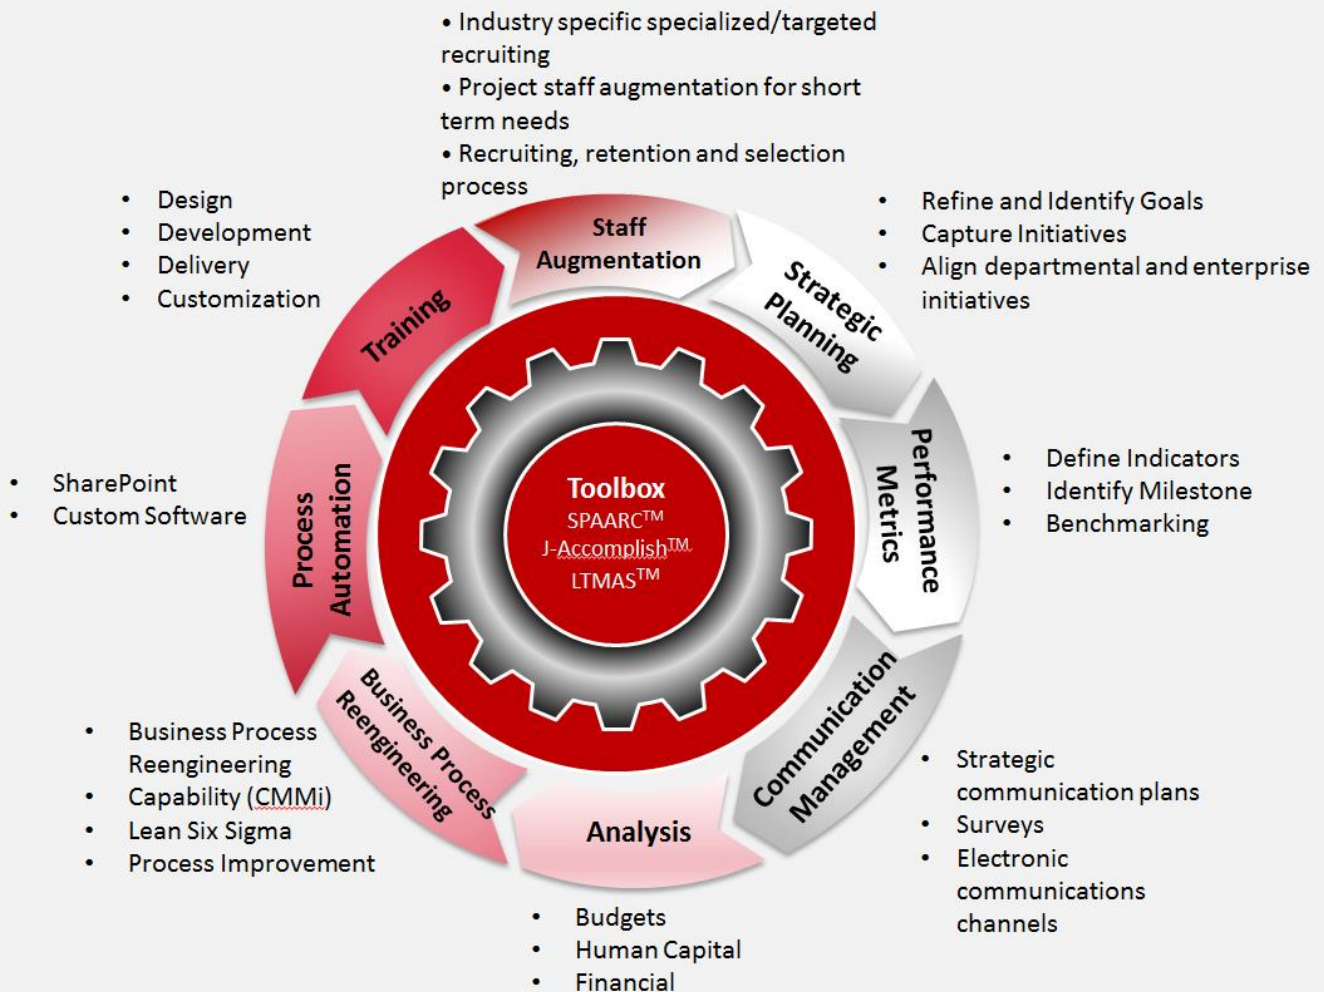 • Industry specific specialized/targeted
recruiting
• Project staff augmentation for short
term needs
• Recruiting, retention and selection
process
Staff
Augmentation
• Refine and Identify Goals
• Capture Initiatives
• Align departmental and enterprise
initiatives
Strategic
Planning
• Define Indicators
• Identify Milestone
• Benchmarking
Performance
Metrics
• Strategic
communication plans
• Surveys
• Electronic
communications
channels
Communication
Management
Analysis
• Budgets
• Human Capital
• Financial
Business Process
Reengineering
• Business Process
Reengineering
• Capability (CMMi)
• Lean Six Sigma
• Process Improvement
Process
Automation
• SharePoint
• Custom Software
Training
• Design
• Development
• Delivery
• Customization
Toolbox
SPAARC™
J-Accomplish™
LTMAS™